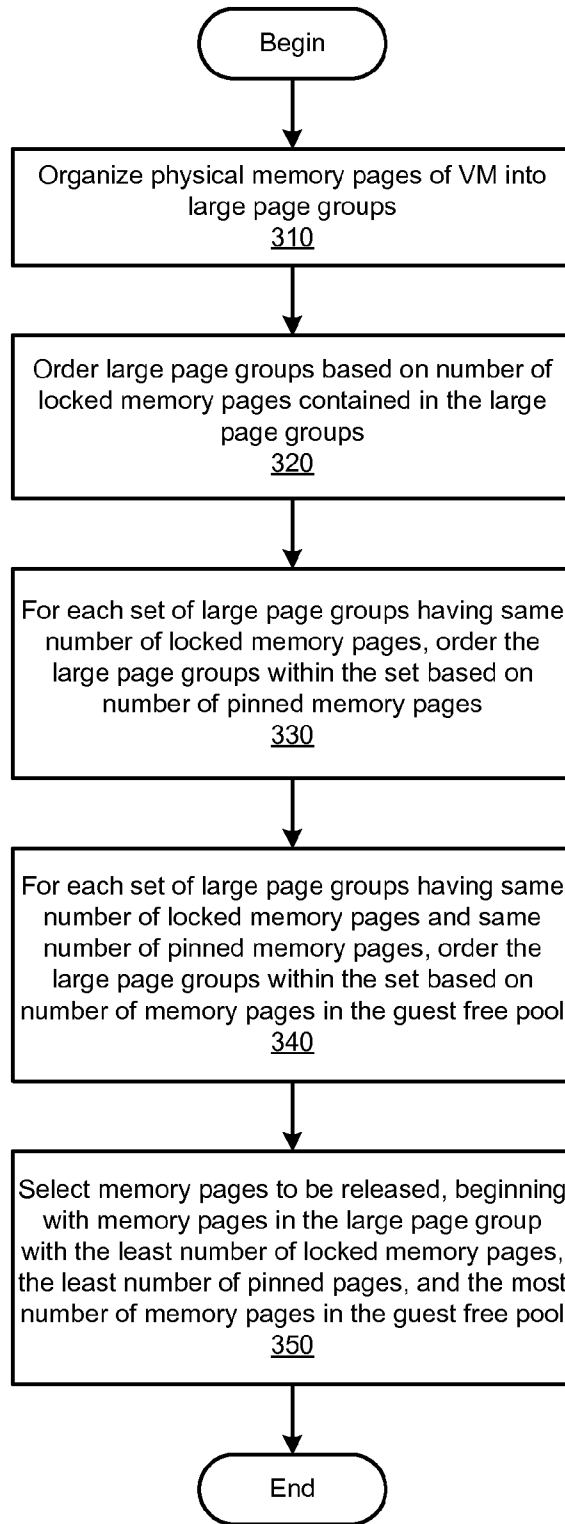 Begin
Organize physical memory pages of VM into
large page groups
310
Order large page groups based on number of
locked memory pages contained in the large
page groups
320
For each set of large page groups having same
number of locked memory pages, order the
large page groups within the set based on
number of pinned memory pages
330
For each set of large page groups having same
number of locked memory pages and same
number of pinned memory pages, order the
large page groups within the set based on
number of memory pages in the guest free pool
340
Select memory pages to be released, beginning
with memory pages in the large page group
with the least number of locked memory pages,
the least number of pinned pages, and the most
number of memory pages in the guest free pool
350
End